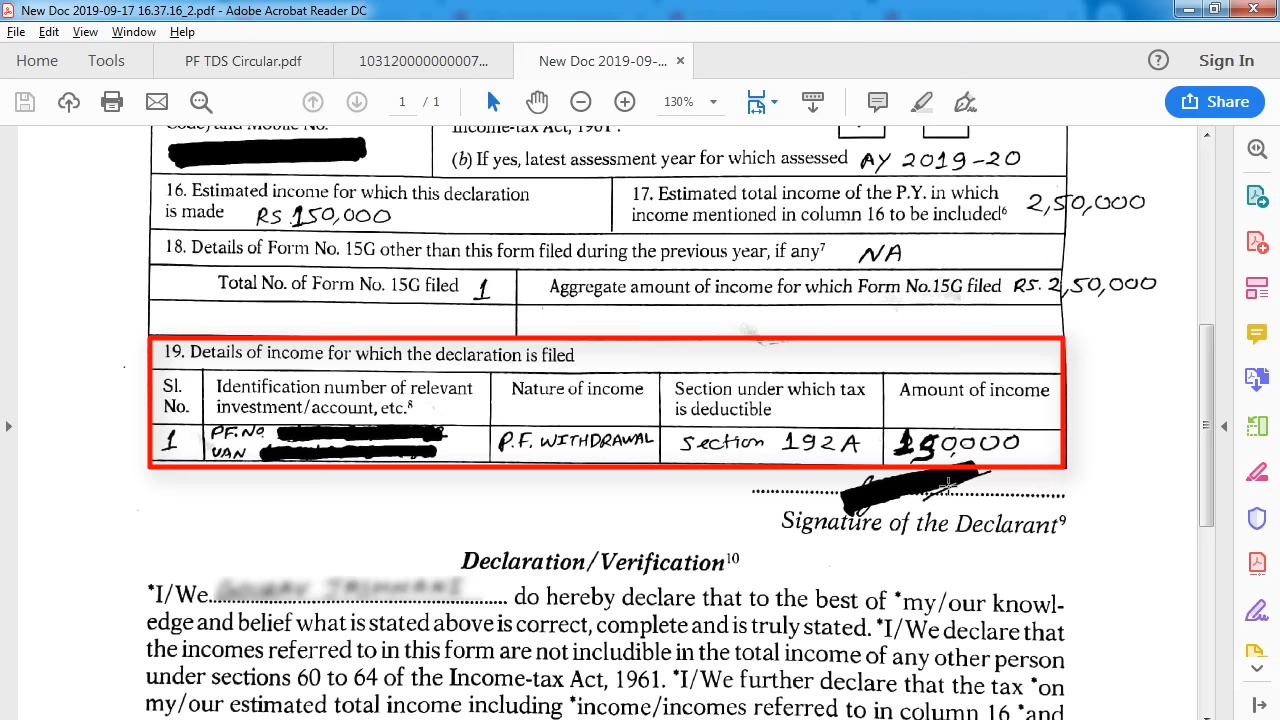 New Doc 2019-09-17 16.37.16_2.pdf - Adobe Acrobat Reader DC
File Edit View Window Help
Home Tools PF TDS Circular.pdf 103120000000007... New Doc 2019-09-... × Sign In
1 / 1 130% Share
Code) and Mobile No.
Income-tax Act, 1961
(b) If yes, latest assessment year for which assessed AY 2019-20
16. Estimated income for which this declaration
is made RS 150,000
17. Estimated total income of the P.Y. in which
income mentioned in column 16 to be included6 2,50,000
18. Details of Form No. 15G other than this form filed during the previous year, if any7 NA
Total No. of Form No. 15G filed 1
Aggregate amount of income for which Form No.15G filed RS. 2,50,000
19. Details of income for which the declaration is filed
Sl.
No.
Identification number of relevant
investment/account, etc.8
Nature of income
Section under which tax
is deductible
Amount of income
1
PF. No
UAN
P.F. WITHDRAWAL
Section 192A
150,000
Signature of the Declarant9
Declaration/Verification10
*I/We do hereby declare that to the best of *my/our knowl-
edge and belief what is stated above is correct, complete and is truly stated. *I/We declare that
the incomes referred to in this form are not includible in the total income of any other person
under sections 60 to 64 of the Income-tax Act, 1961. *I/We further declare that the tax *on
my/our estimated total income including *income/incomes referred to in column 16 *and